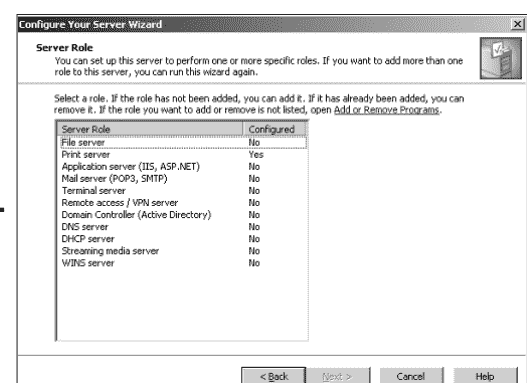 Configure Your Server Wizard
Server Role
You can set up this server to perform one or more specific roles. If you want to add more than one
role to this server, you can run this wizard again.
Select a role. If the role has not been added, you can add it. If it has already been added, you can
remove it. If the role you want to add or remove is not listed, open Add or Remove Programs.
Server Role Configured
File server No
Print server Yes
Application server (IIS, ASP.NET) No
Mail server (POP3, SMTP) No
Terminal server No
Remote access / VPN server No
Domain Controller (Active Directory) No
DNS server No
DHCP server No
Streaming media server No
WINS server No
< Back Next > Cancel Help